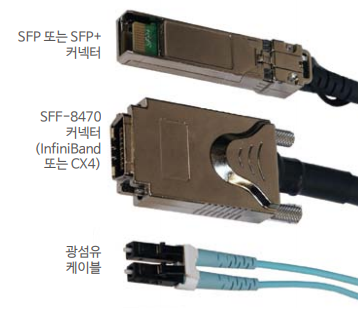 SFP 또는 SFP+
커넥터
SFF-8470
커넥터
(InfiniBand
또는 CX4)
광섬유
케이블